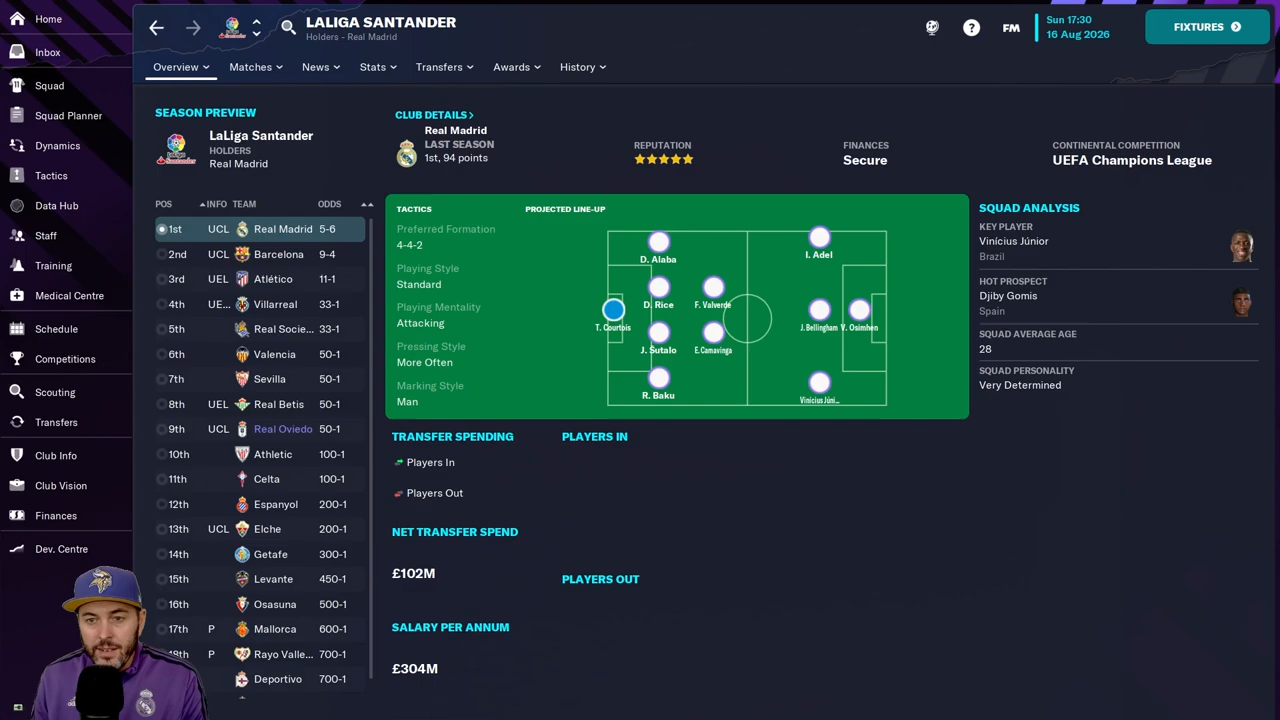 Home
Inbox
Squad
Squad Planner
Dynamics
Tactics
Data Hub
Staff
Training
Medical Centre
Schedule
Competitions
Scouting
Transfers
Club Info
Club Vision
Finances
Dev. Centre
LALIGA SANTANDER
Holders - Real Madrid
FM
Sun 17:30
16 Aug 2026
FIXTURES
Overview Matches News Stats Transfers Awards History
SEASON PREVIEW
LaLiga Santander
HOLDERS
Real Madrid
CLUB DETAILS
Real Madrid
LAST SEASON
1st, 94 points
REPUTATION
FINANCES
Secure
CONTINENTAL COMPETITION
UEFA Champions League
POS INFO TEAM ODDS
1st UCL Real Madrid 5-6
2nd UCL Barcelona 9-4
3rd UEL Atlético 11-1
4th UE... Villarreal 33-1
5th Real Socie... 33-1
6th Valencia 50-1
7th Sevilla 50-1
8th UEL Real Betis 50-1
9th UCL Real Oviedo 50-1
10th Athletic 100-1
11th Celta 100-1
12th Espanyol 200-1
13th UCL Elche 200-1
14th Getafe 300-1
15th Levante 450-1
16th Osasuna 500-1
17th P Mallorca 600-1
18th P Rayo Valle... 700-1
Deportivo 700-1
TACTICS
Preferred Formation
4-4-2
Playing Style
Standard
Playing Mentality
Attacking
Pressing Style
More Often
Marking Style
Man
PROJECTED LINE-UP
D. Alaba
I. Adel
D. Rice
F. Valverde
T. Courtois
J. Bellingham
V. Osimhen
J. Sutalo
E. Camavinga
R. Baku
Vinícius Júni...
SQUAD ANALYSIS
KEY PLAYER
Vinícius Júnior
Brazil
HOT PROSPECT
Djiby Gomis
Spain
SQUAD AVERAGE AGE
28
SQUAD PERSONALITY
Very Determined
TRANSFER SPENDING
Players In
Players Out
NET TRANSFER SPEND
£102M
SALARY PER ANNUM
£304M
PLAYERS IN
PLAYERS OUT